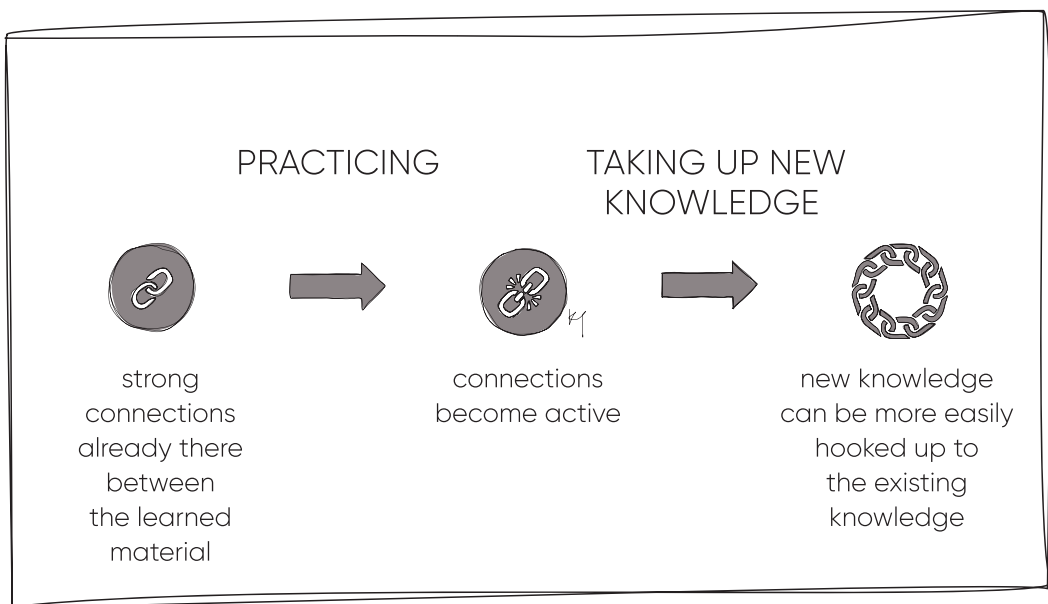 PRACTICING
TAKING UP NEW
KNOWLEDGE
strong
connections
already there
between
the learned
material
connections
become active
new knowledge
can be more easily
hooked up to
the existing
knowledge